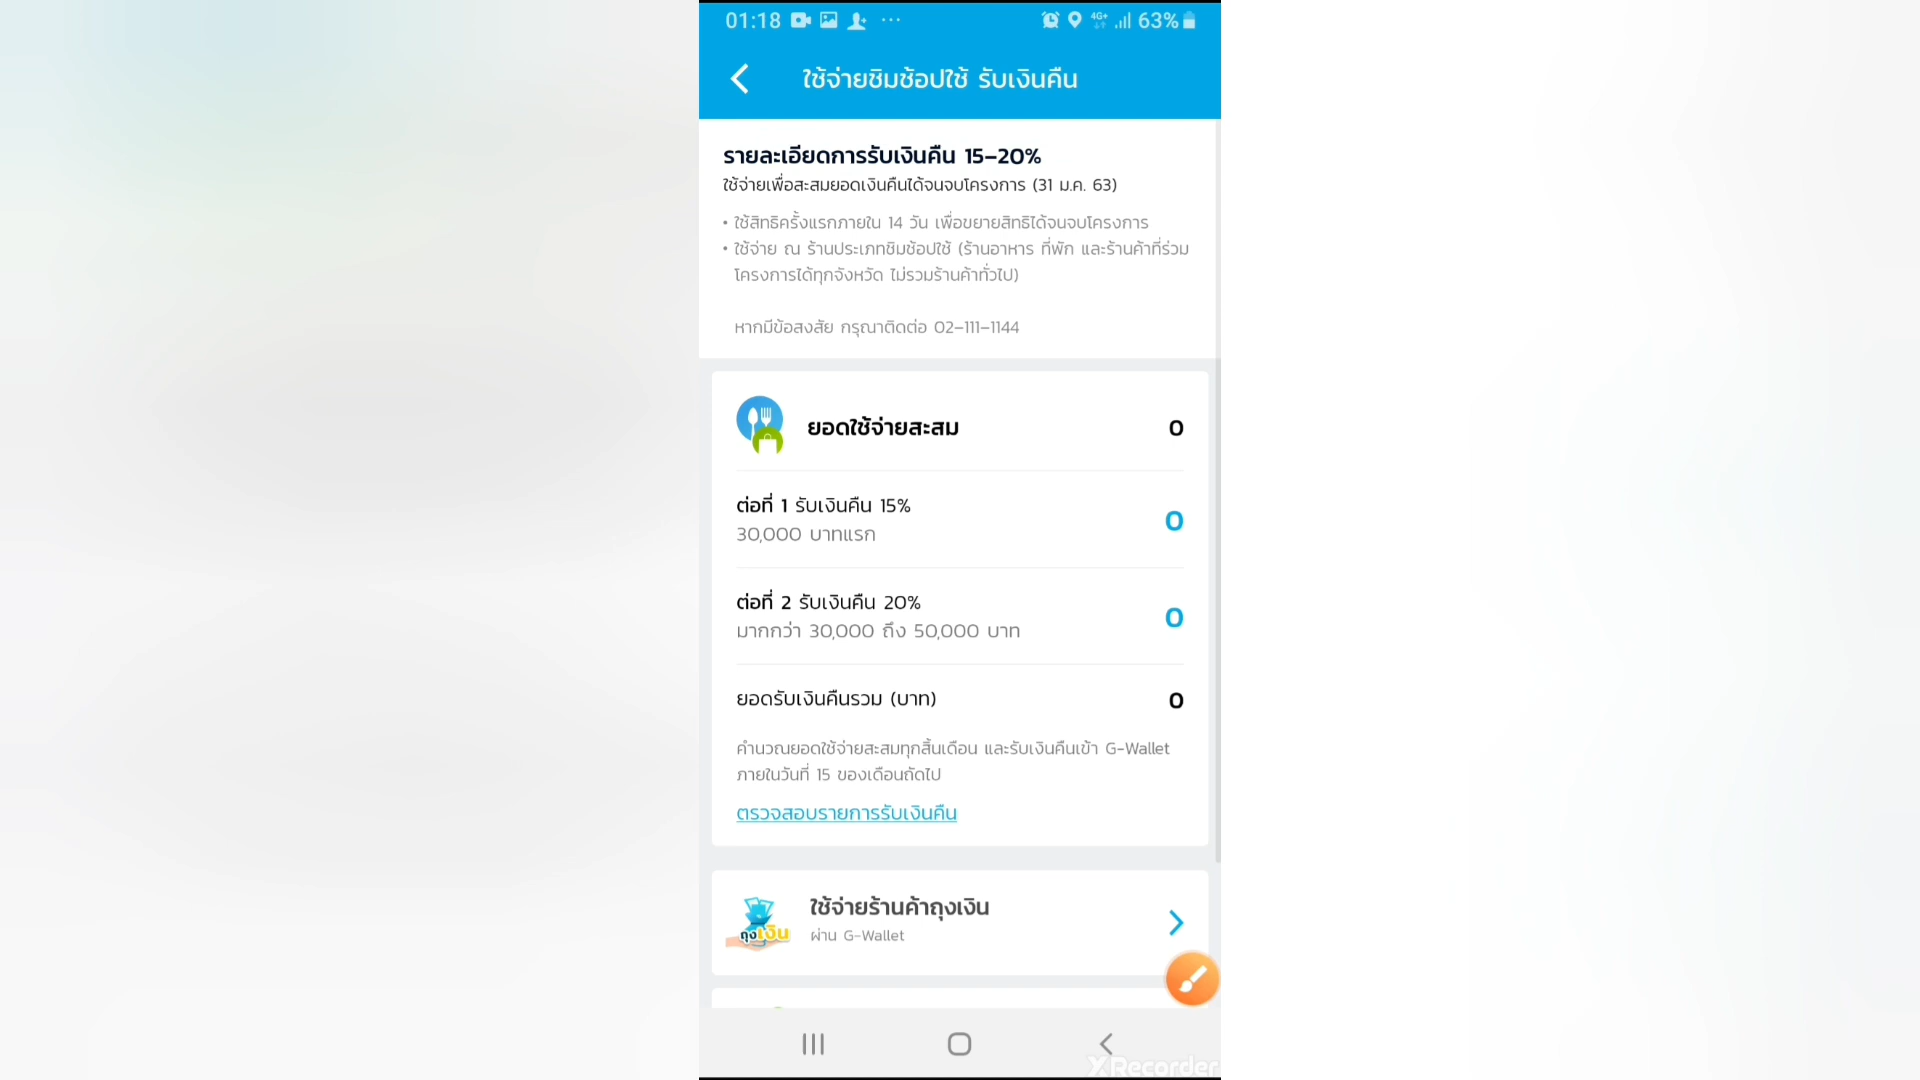 01:18 ... 4G+ 63%
ใช้จ่ายชิมช้อปใช้ รับเงินคืน
รายละเอียดการรับเงินคืน 15–20%
ใช้จ่ายเพื่อสะสมยอดเงินคืนได้จนจบโครงการ (31 ม.ค. 63)
• ใช้สิทธิครั้งแรกภายใน 14 วัน เพื่อขยายสิทธิได้จนจบโครงการ
• ใช้จ่าย ณ ร้านประเภทชิมช้อปใช้ (ร้านอาหาร ที่พัก และร้านค้าที่ร่วม
โครงการได้ทุกจังหวัด ไม่รวมร้านค้าทั่วไป)
หากมีข้อสงสัย กรุณาติดต่อ 02–111–1144
ยอดใช้จ่ายสะสม 0
ต่อที่ 1 รับเงินคืน 15%
30,000 บาทแรก
0
ต่อที่ 2 รับเงินคืน 20%
มากกว่า 30,000 ถึง 50,000 บาท
0
ยอดรับเงินคืนรวม (บาท) 0
คำนวณยอดใช้จ่ายสะสมทุกสิ้นเดือน และรับเงินคืนเข้า G-Wallet
ภายในวันที่ 15 ของเดือนถัดไป
ตรวจสอบรายการรับเงินคืน
ถุงเงิน
ใช้จ่ายร้านค้าถุงเงิน
ผ่าน G-Wallet
XRecorder